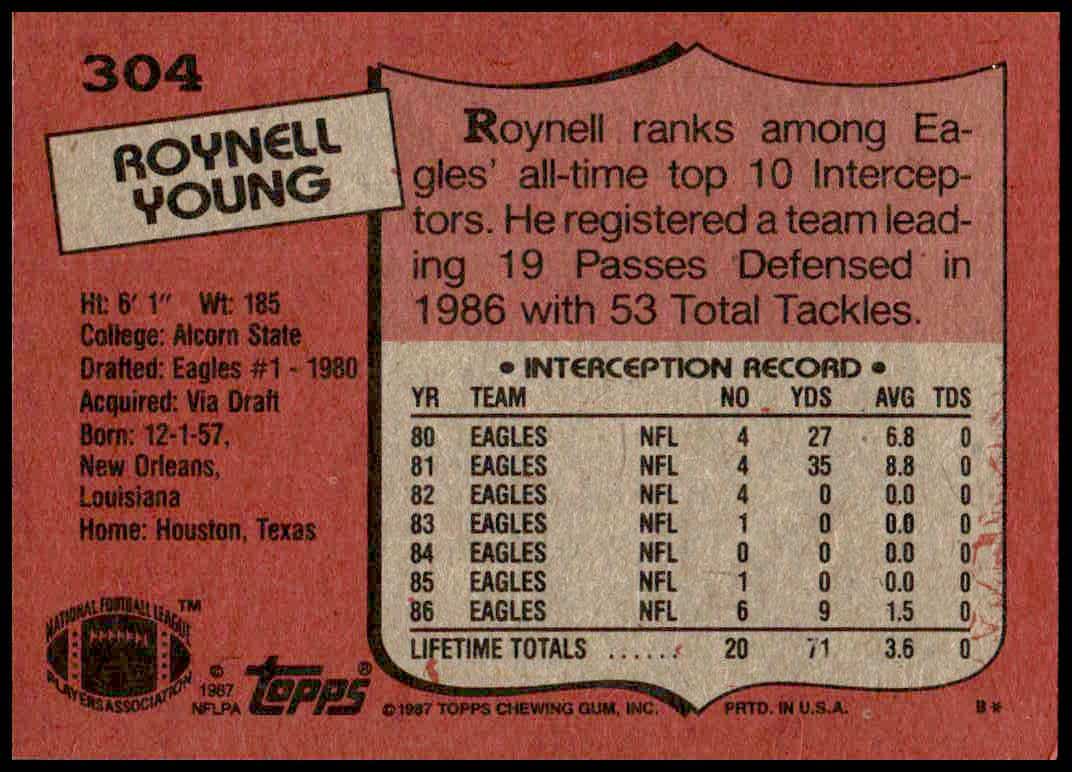 304
ROYNELL
YOUNG
Roynell ranks among Ea-
gles' all-time top 10 Intercep-
tors. He registered a team lead-
ing 19 Passes Defensed in
1986 with 53 Total Tackles.
Ht: 6' 1" Wt: 185
College: Alcorn State
Drafted: Eagles #1 - 1980
Acquired: Via Draft
Born: 12-1-57,
New Orleans,
Louisiana
Home: Houston, Texas
• INTERCEPTION RECORD •
YR TEAM NO YDS AVG TDS
80 EAGLES NFL 4 27 6.8 0
81 EAGLES NFL 4 35 8.8 0
82 EAGLES NFL 4 0 0.0 0
83 EAGLES NFL 1 0 0.0 0
84 EAGLES NFL 0 0 0.0 0
85 EAGLES NFL 1 0 0.0 0
86 EAGLES NFL 6 9 1.5 0
LIFETIME TOTALS ...... 20 71 3.6 0
NATIONAL FOOTBALL LEAGUE ™
PLAYERS ASSOCIATION
©
1987
NFLPA
topps®
©1987 TOPPS CHEWING GUM, INC. PRTD. IN U.S.A. B*